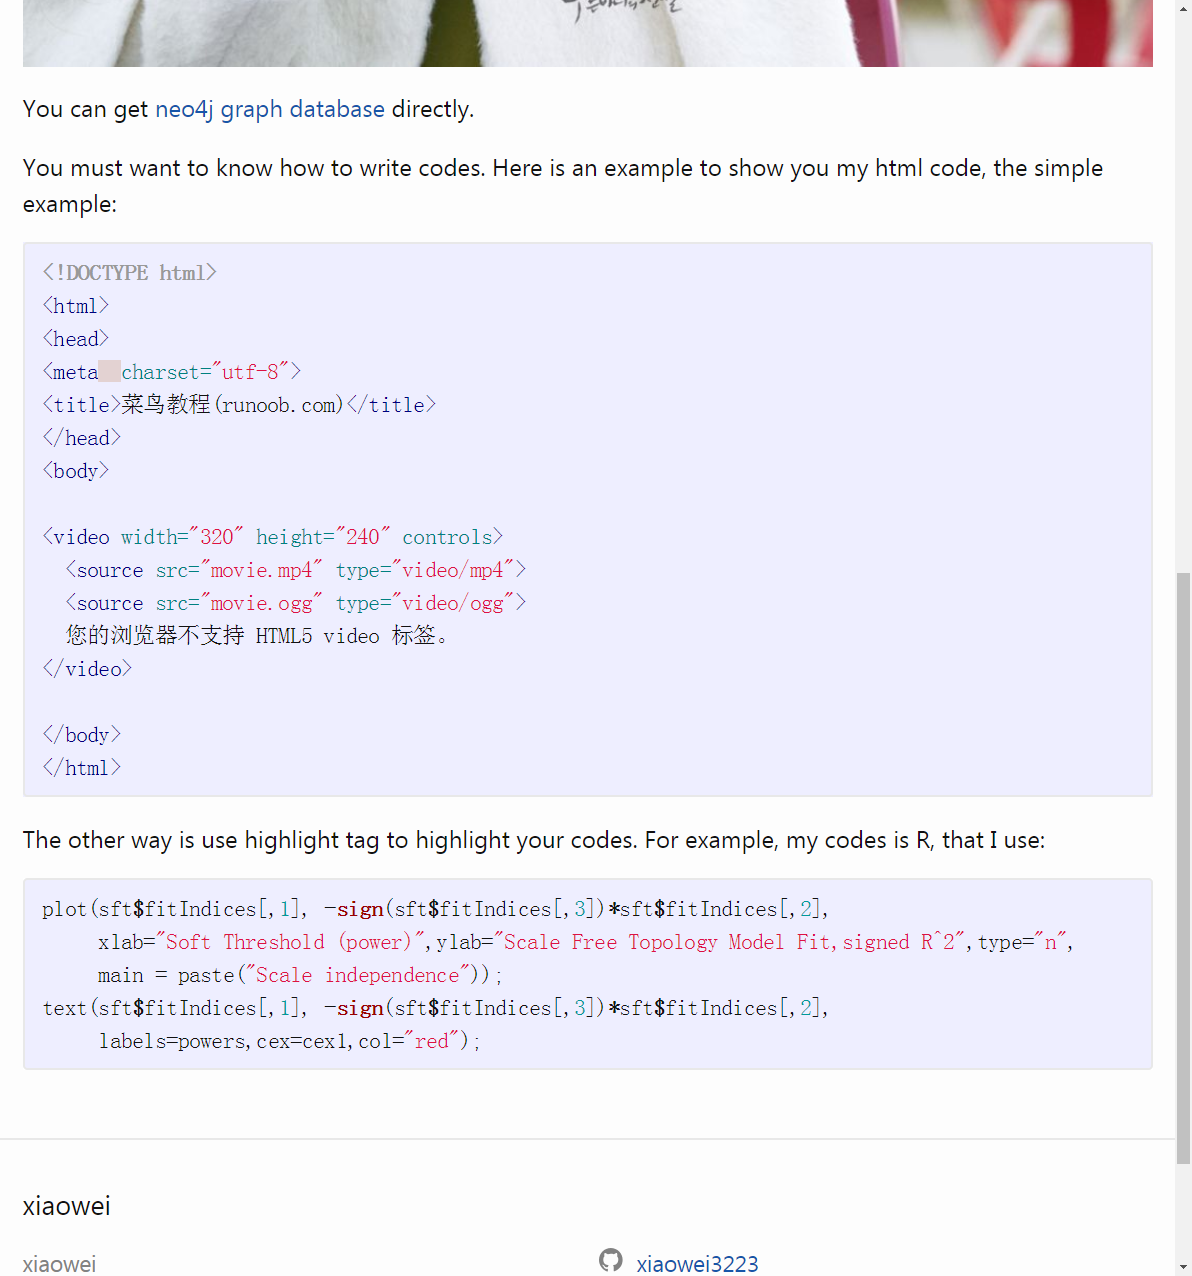 You can get neo4j graph database directly.
You must want to know how to write codes. Here is an example to show you my html code, the simple
example:
<!DOCTYPE html>
<html>
<head>
<meta charset="utf-8">
<title>菜鸟教程(runoob.com)</title>
</head>
<body>
<video width="320" height="240" controls>
<source src="movie.mp4" type="video/mp4">
<source src="movie.ogg" type="video/ogg">
您的浏览器不支持 HTML5 video 标签。
</video>
</body>
</html>
The other way is use highlight tag to highlight your codes. For example, my codes is R, that I use:
plot(sft$fitIndices[,1], -sign(sft$fitIndices[,3])*sft$fitIndices[,2],
xlab="Soft Threshold (power)",ylab="Scale Free Topology Model Fit,signed R^2",type="n",
main = paste("Scale independence"));
text(sft$fitIndices[,1], -sign(sft$fitIndices[,3])*sft$fitIndices[,2],
labels=powers,cex=cex1,col="red");
xiaowei
xiaowei
xiaowei3223